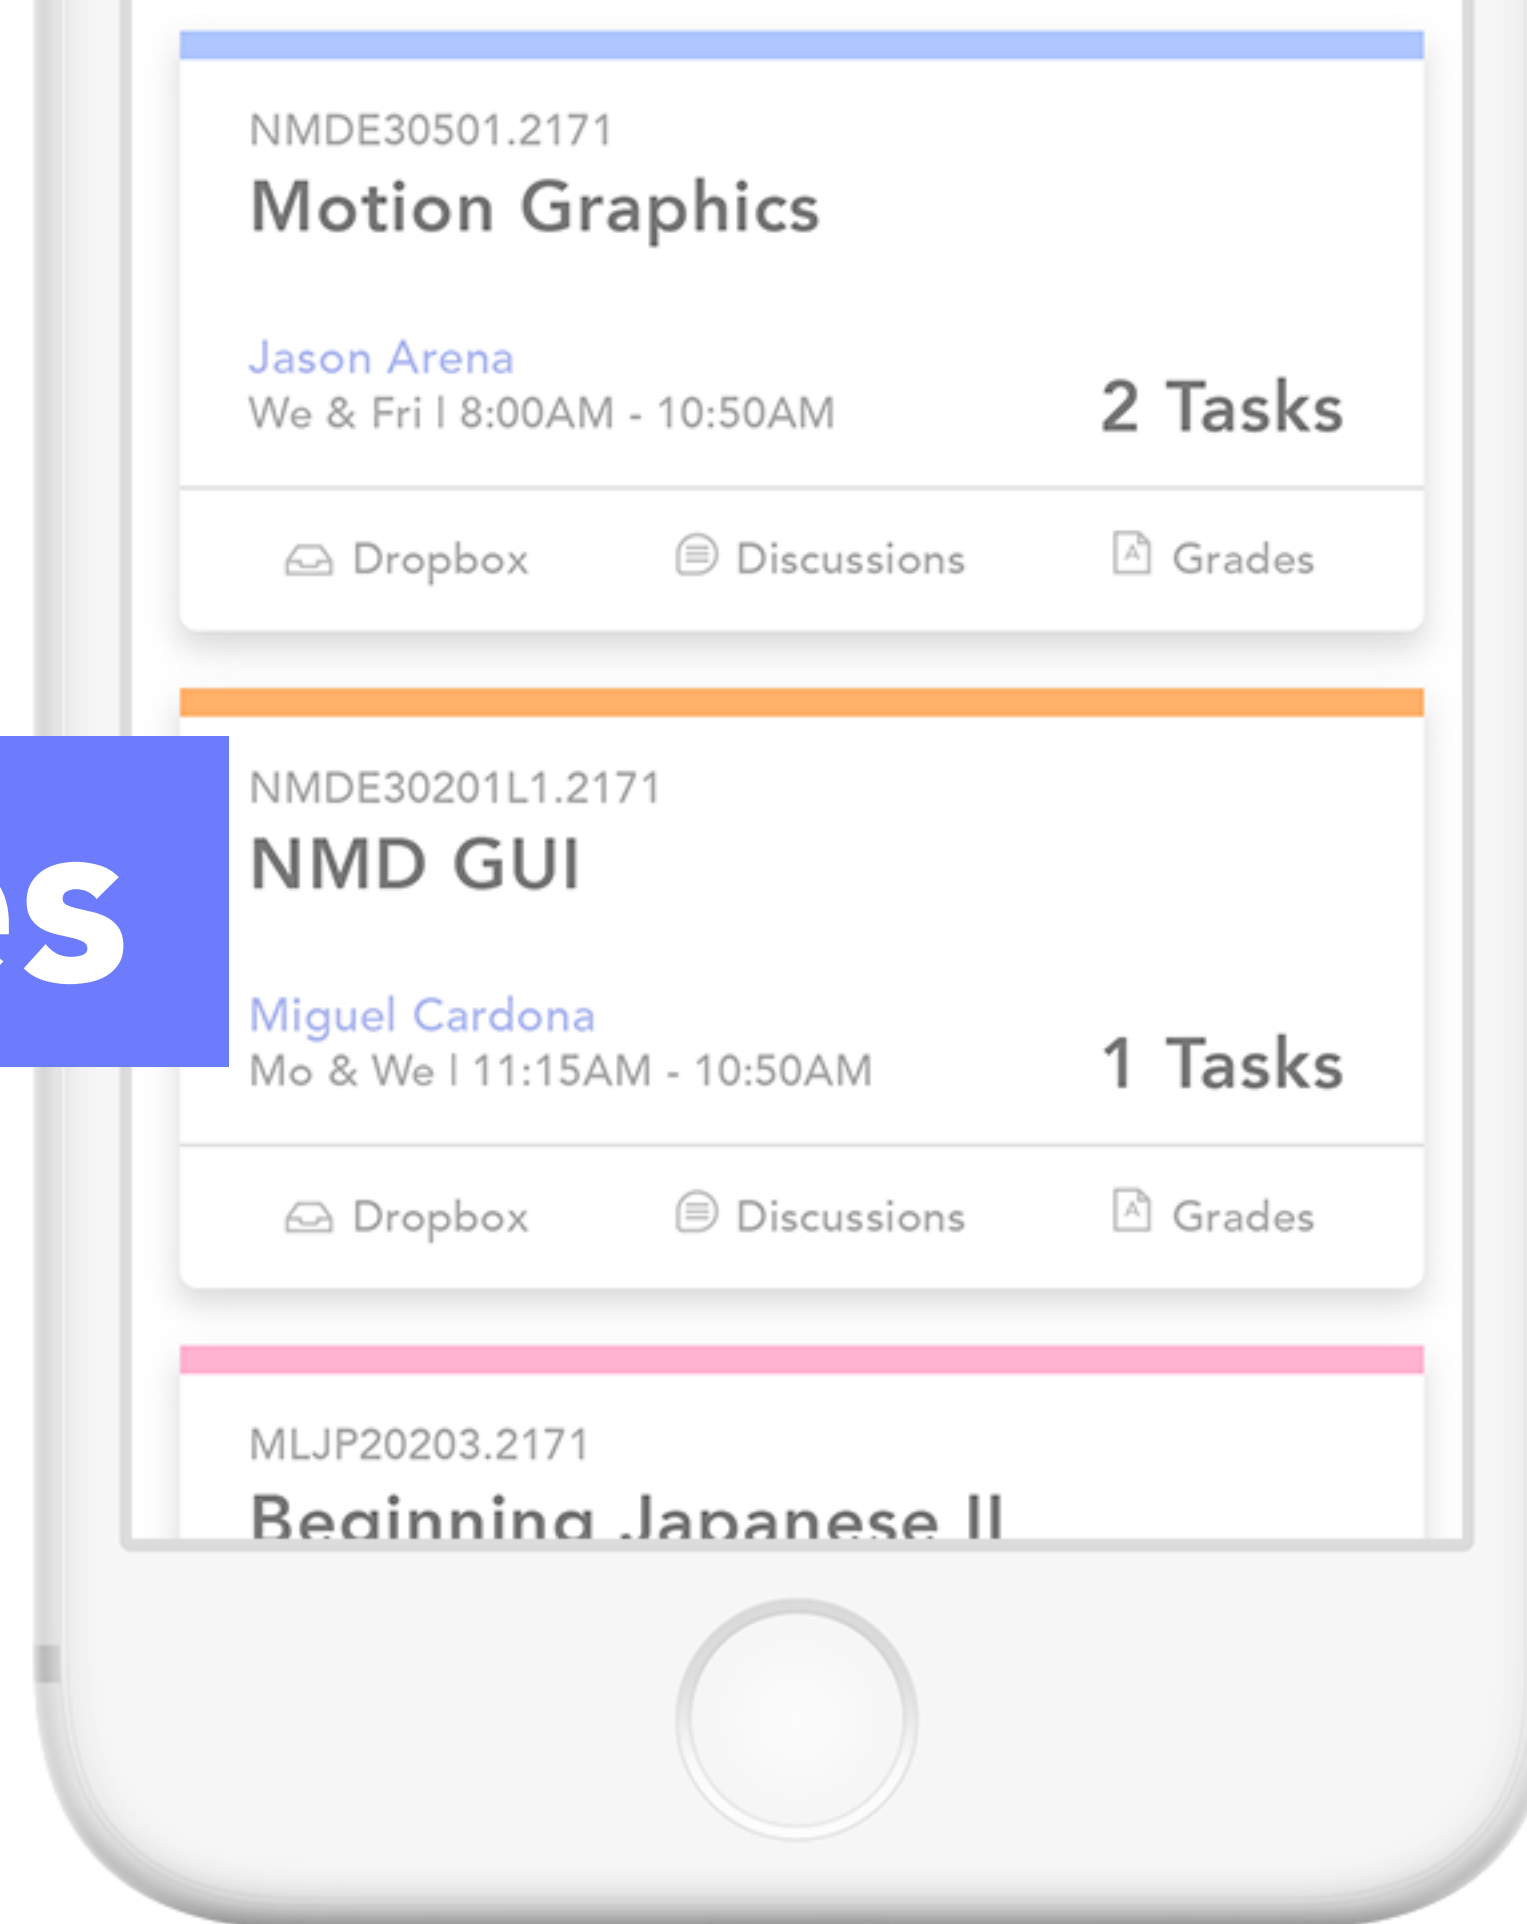 NMDE30501.2171
Motion Graphics
Jason Arena
We & Fri | 8:00AM - 10:50AM
2 Tasks
Dropbox
Discussions
Grades
es
NMDE30201L1.2171
NMD GUI
Miguel Cardona
Mo & We | 11:15AM - 10:50AM
1 Tasks
Dropbox
Discussions
Grades
MLJP20203.2171
Beginning Japanese II